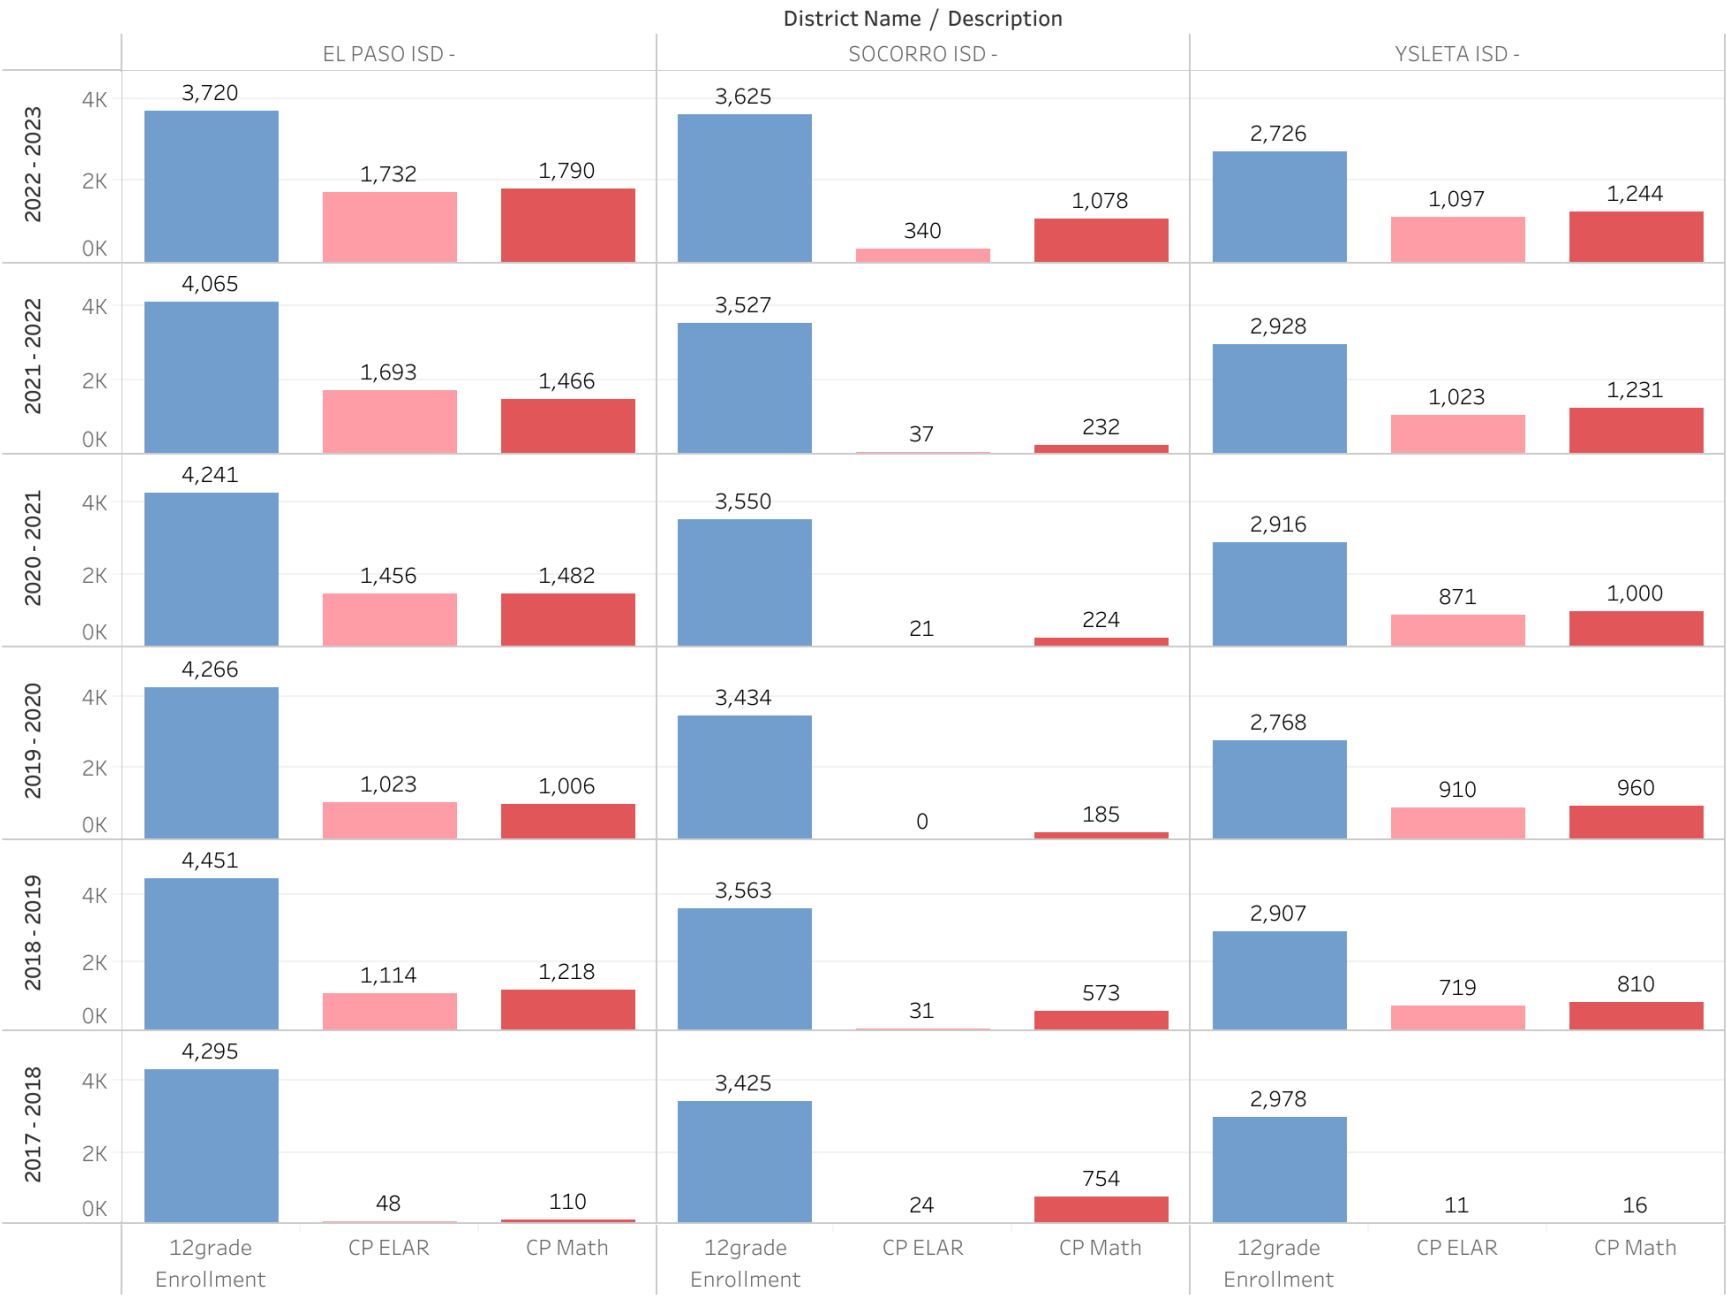 District Name / Description
EL PASO ISD - SOCORRO ISD - YSLETA ISD -
2022 - 2023
4K
2K
0K
3,720 1,732 1,790 3,625 340 1,078 2,726 1,097 1,244
2021 - 2022
4K
2K
0K
4,065 1,693 1,466 3,527 37 232 2,928 1,023 1,231
2020 - 2021
4K
2K
0K
4,241 1,456 1,482 3,550 21 224 2,916 871 1,000
2019 - 2020
4K
2K
0K
4,266 1,023 1,006 3,434 0 185 2,768 910 960
2018 - 2019
4K
2K
0K
4,451 1,114 1,218 3,563 31 573 2,907 719 810
2017 - 2018
4K
2K
0K
4,295 48 110 3,425 24 754 2,978 11 16
12grade CP ELAR CP Math 12grade CP ELAR CP Math 12grade CP ELAR CP Math
Enrollment Enrollment Enrollment